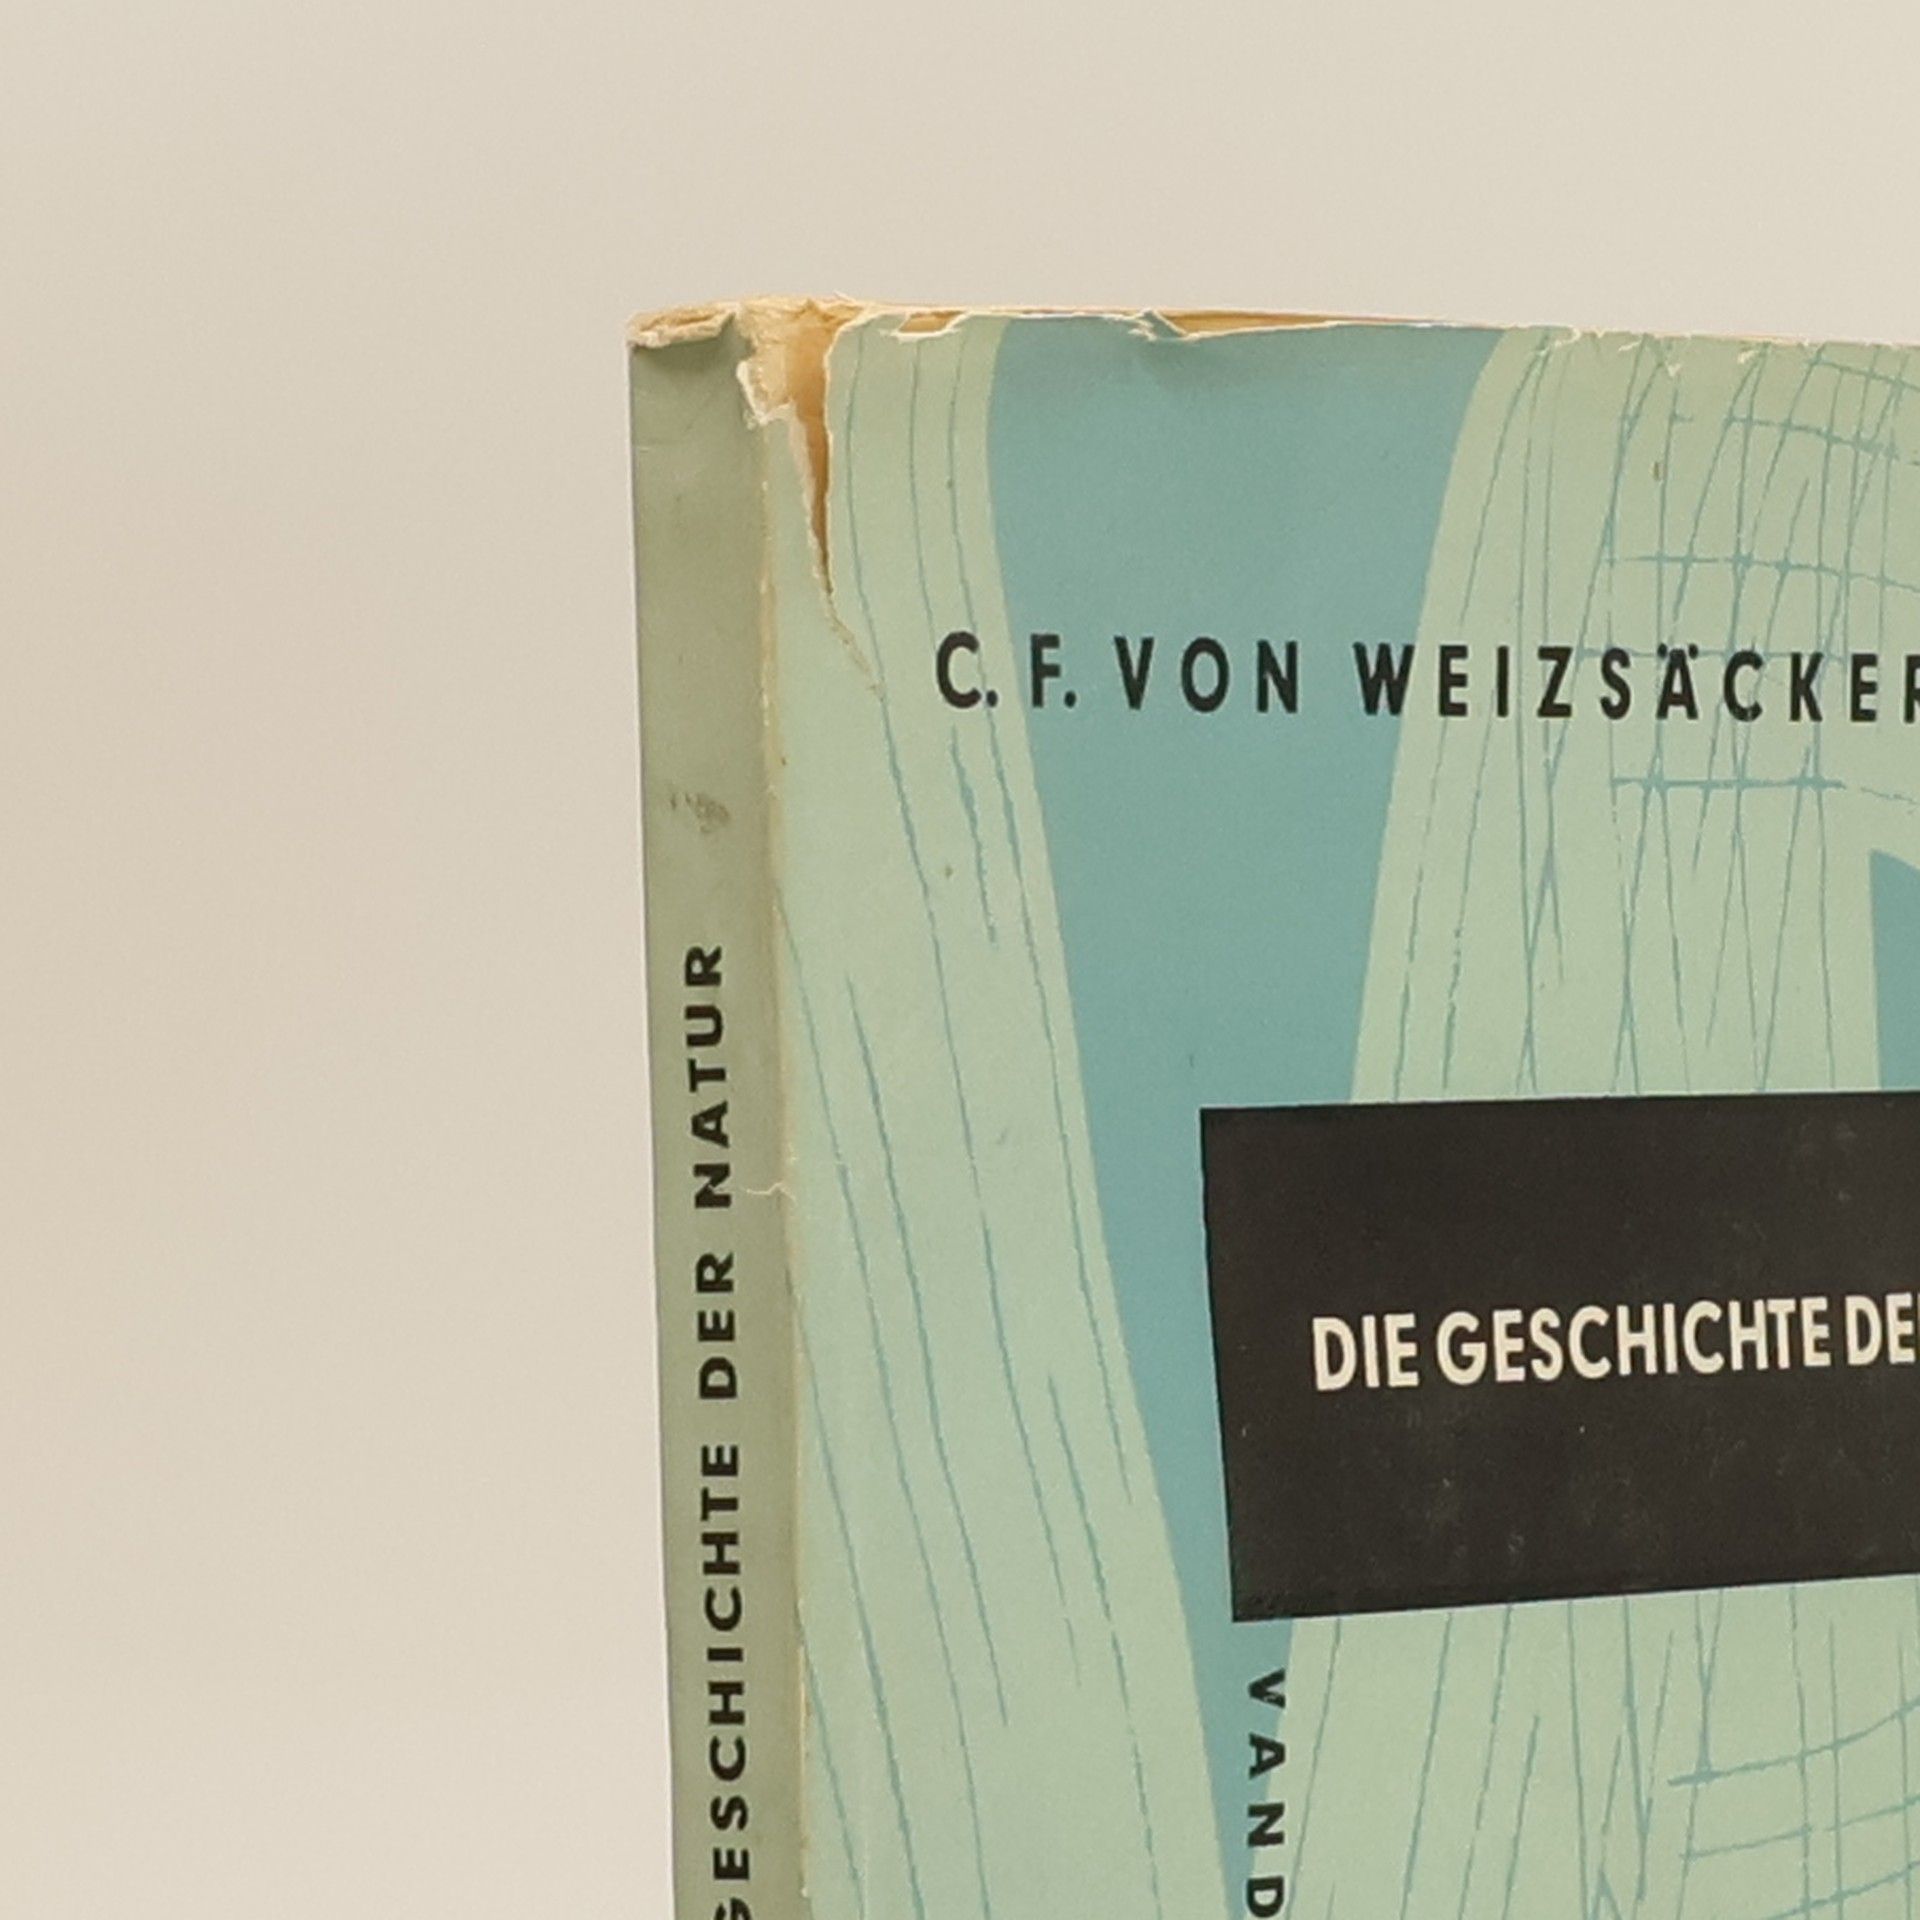 C. F. VON WEIZSÄCKER
DIE GESCHICHTE DE
VAND
GESCHICHTE DER NATUR